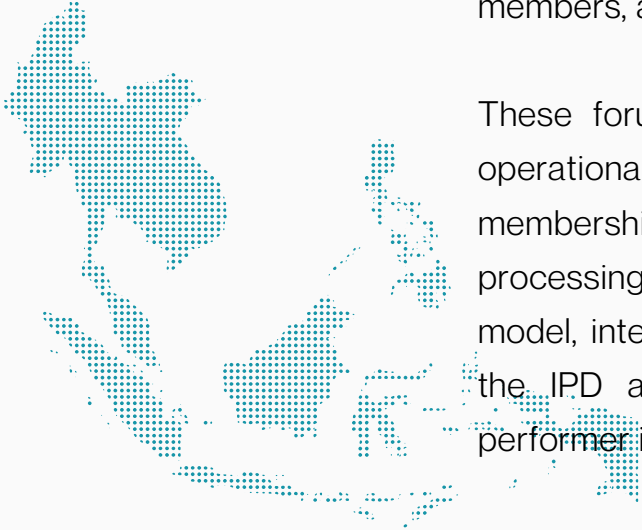 members, a
These foru
operationa
membershi
processing
model, inte
the IPD a
performer i